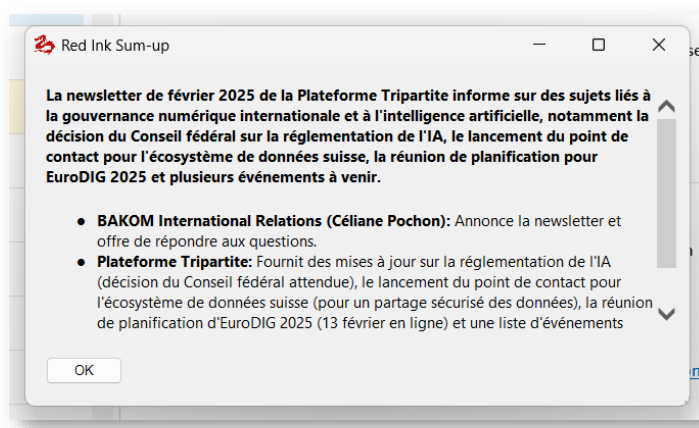 Red Ink Sum-up
La newsletter de février 2025 de la Plateforme Tripartite informe sur des sujets liés à
la gouvernance numérique internationale et à l'intelligence artificielle, notamment la
décision du Conseil fédéral sur la réglementation de l'IA, le lancement du point de
contact pour l'écosystème de données suisse, la réunion de planification pour
EuroDIG 2025 et plusieurs événements à venir.
● BAKOM International Relations (Céliane Pochon): Annonce la newsletter et
offre de répondre aux questions.
● Plateforme Tripartite: Fournit des mises à jour sur la réglementation de l'IA
(décision du Conseil fédéral attendue), le lancement du point de contact pour
l'écosystème de données suisse (pour un partage sécurisé des données), la réunion
de planification d'EuroDIG 2025 (13 février en ligne) et une liste d'événements
OK